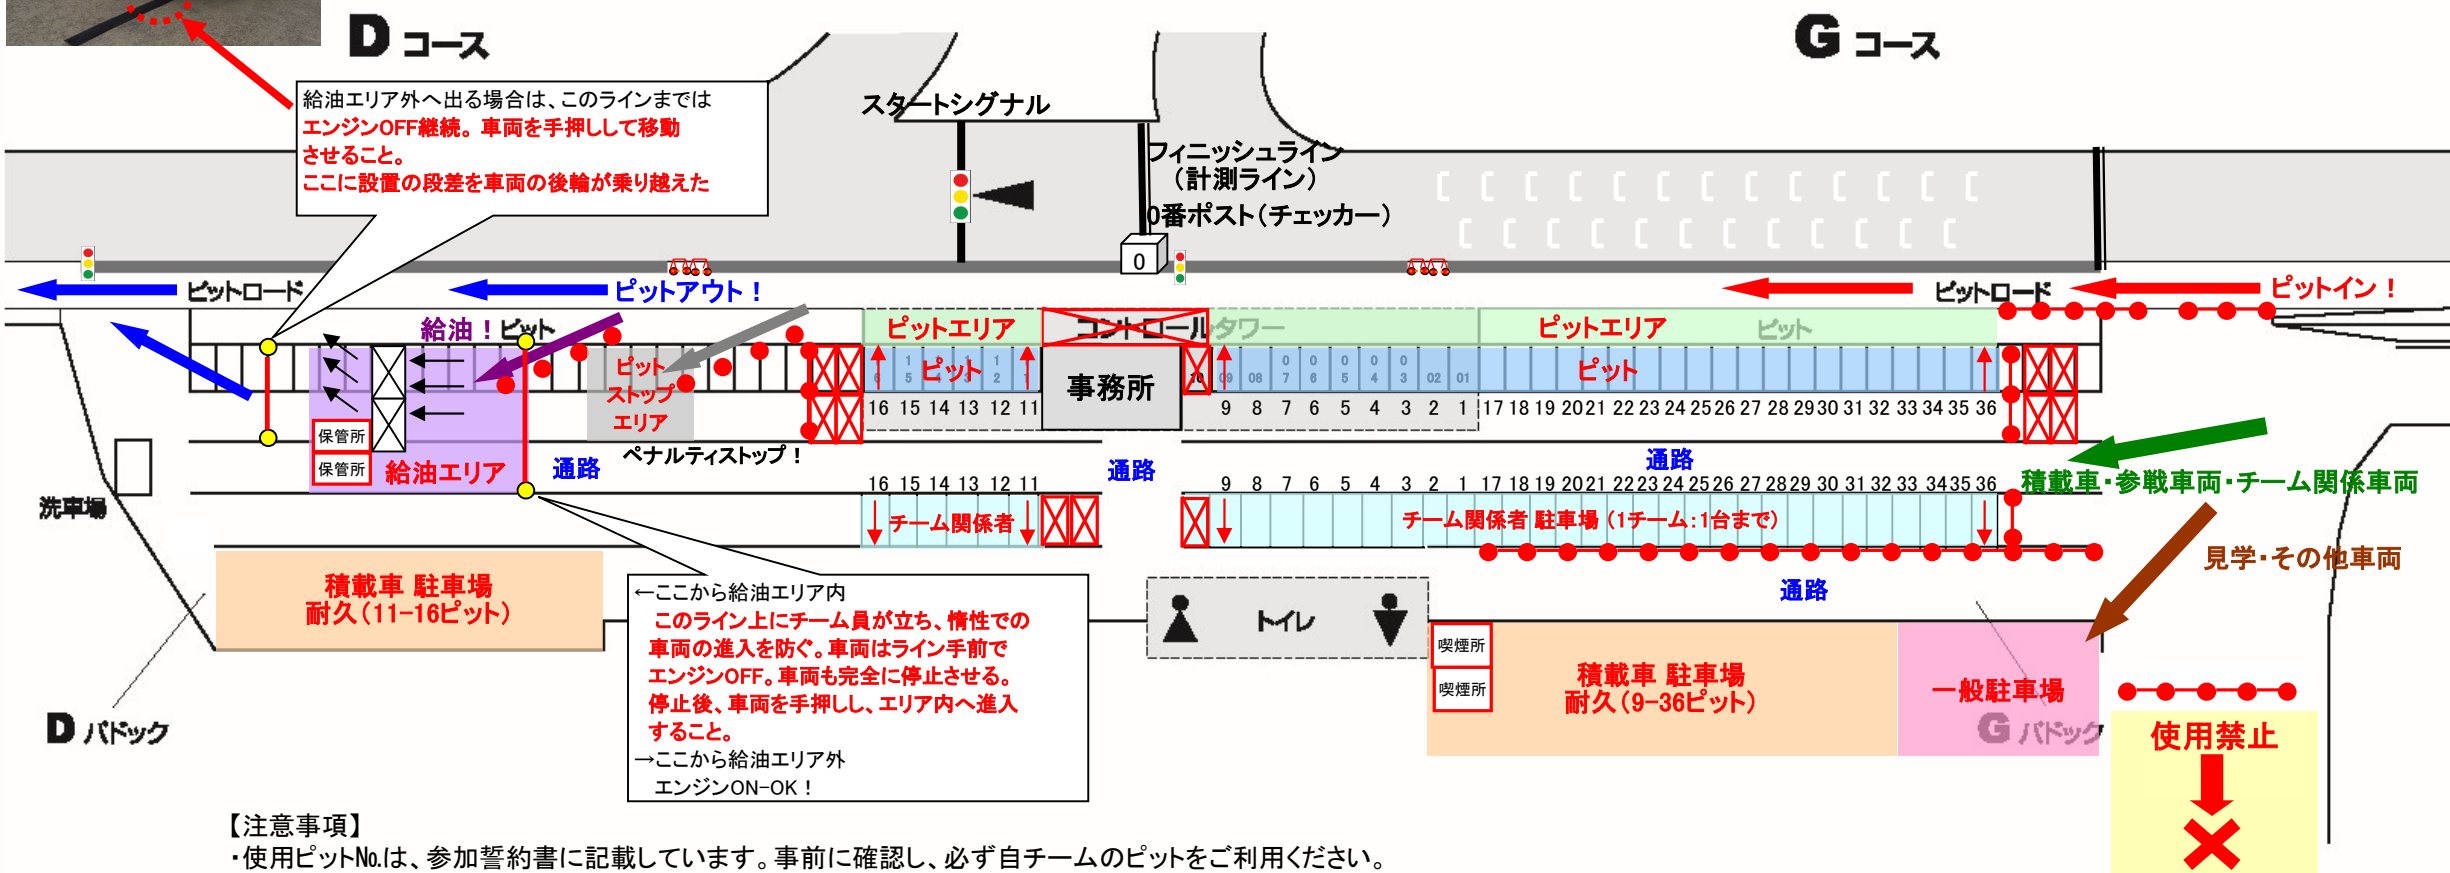 D コース
G コース
給油エリア外へ出る場合は、このラインまでは
エンジンOFF継続。車両を手押しして移動
させること。
ここに設置の段差を車両の後輪が乗り越えた
スタートシグナル
フィニッシュライン
（計測ライン）
0番ポスト（チェッカー）
0
ピットロード
ピットアウト！
ピットロード
ピットイン！
給油！
ピット
ピットエリア
コントロールタワー
ピットエリア
ピット
ピット
ストップ
エリア
ピット
事務所
09 08 07 06 05 04 03 02 01
ピット
16 15 14 13 12 11
9 8 7 6 5 4 3 2 1 17 18 19 20 21 22 23 24 25 26 27 28 29 30 31 32 33 34 35 36
保管所
保管所
給油エリア
通路
ペナルティストップ！
通路
通路
積載車・参戦車両・チーム関係車両
16 15 14 13 12 11
9 8 7 6 5 4 3 2 1 17 18 19 20 21 22 23 24 25 26 27 28 29 30 31 32 33 34 35 36
洗車場
チーム関係者
チーム関係者 駐車場（1チーム：1台まで）
見学・その他車両
通路
積載車 駐車場
耐久（11-16ピット）
←ここから給油エリア内
このライン上にチーム員が立ち、惰性での
車両の進入を防ぐ。車両はライン手前で
エンジンOFF。車両も完全に停止させる。
停止後、車両を手押しし、エリア内へ進入
すること。
→ここから給油エリア外
エンジンON-OK！
トイレ
喫煙所
喫煙所
積載車 駐車場
耐久（9-36ピット）
一般駐車場
D パドック
G パドック
使用禁止
【注意事項】
・使用ピット№は、参加誓約書に記載しています。事前に確認し、必ず自チームのピットをご利用ください。